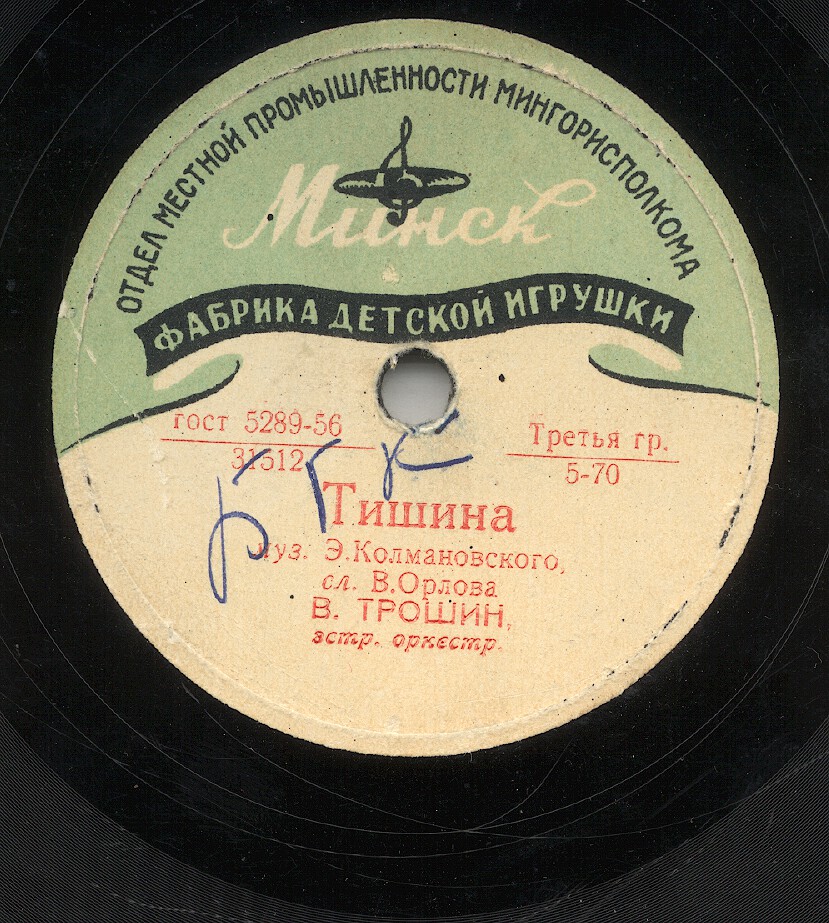 ОТДЕЛ МЕСТНОЙ ПРОМЫШЛЕННОСТИ МИНГОРИСПОЛКОМА
Минск
ФАБРИКА ДЕТСКОЙ ИГРУШКИ
гост 5289-56
31512
Третья гр.
5-70
Тишина
муз. Э.Колмановского,
сл. В.Орлова
В. ТРОШИН,
эстр. оркестр.